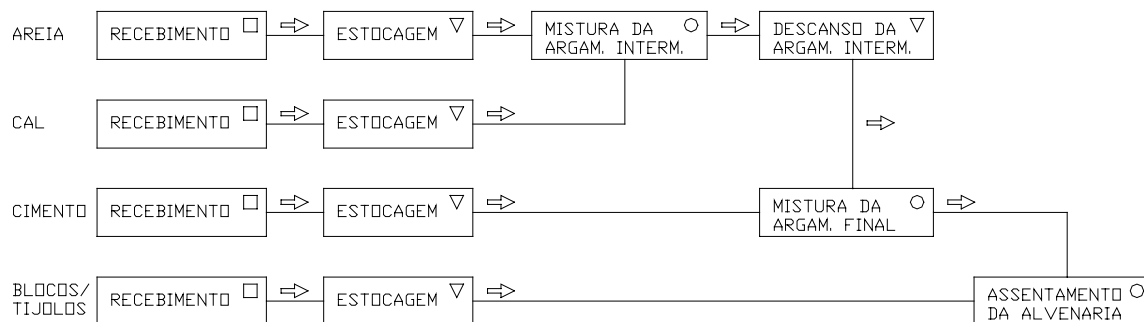 AREIA
RECEBIMENTO
ESTOCAGEM
MISTURA DA
ARGAM. INTERM.
DESCANSO DA
ARGAM. INTERM.
CAL
RECEBIMENTO
ESTOCAGEM
CIMENTO
RECEBIMENTO
ESTOCAGEM
MISTURA DA
ARGAM. FINAL
BLOCOS/
TIJOLOS
RECEBIMENTO
ESTOCAGEM
ASSENTAMENTO
DA ALVENARIA